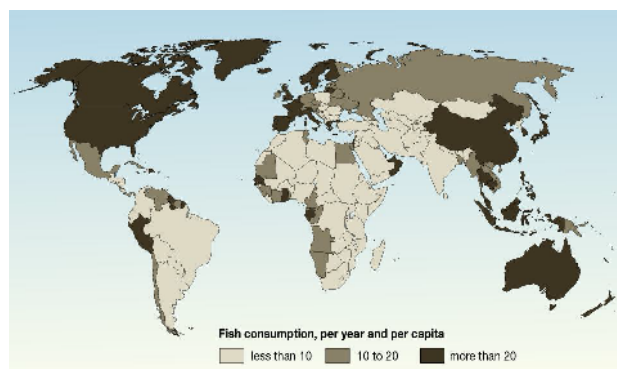 Fish consumption, per year and per capita
less than 10 10 to 20 more than 20